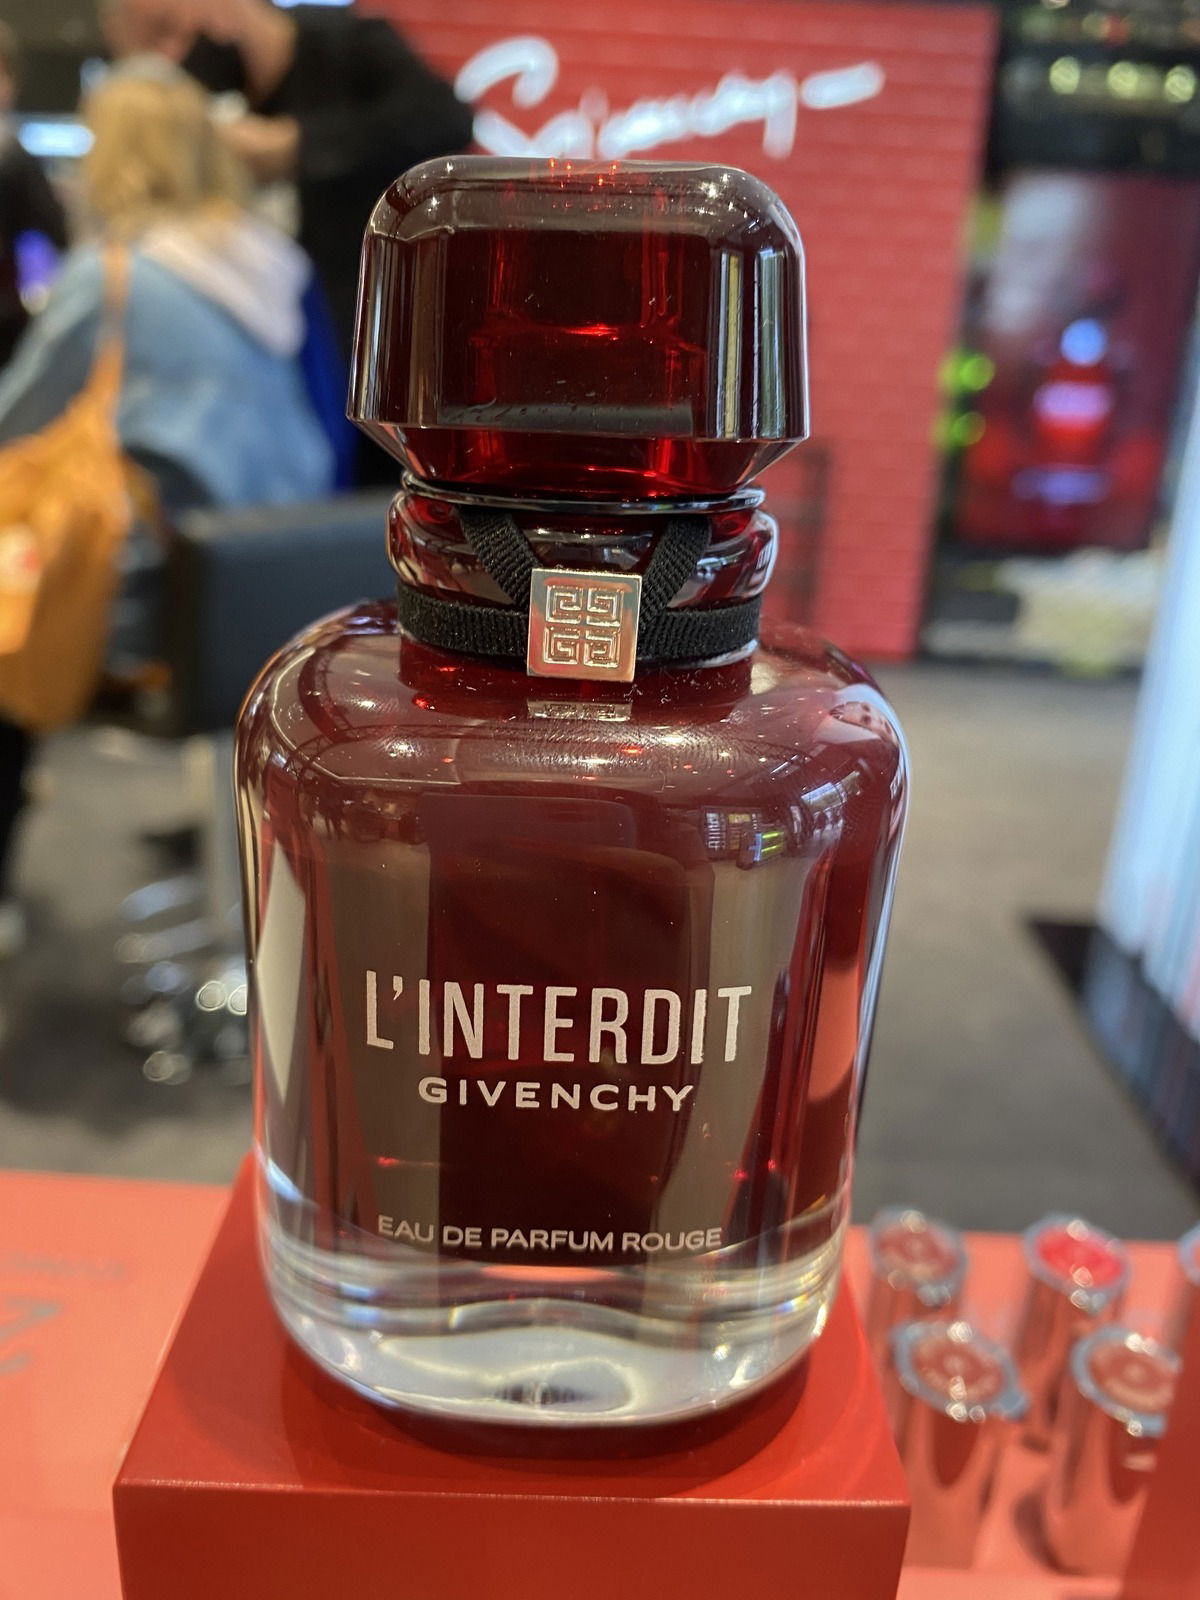 Givenchy
L'INTERDIT
GIVENCHY
EAU DE PARFUM ROUGE